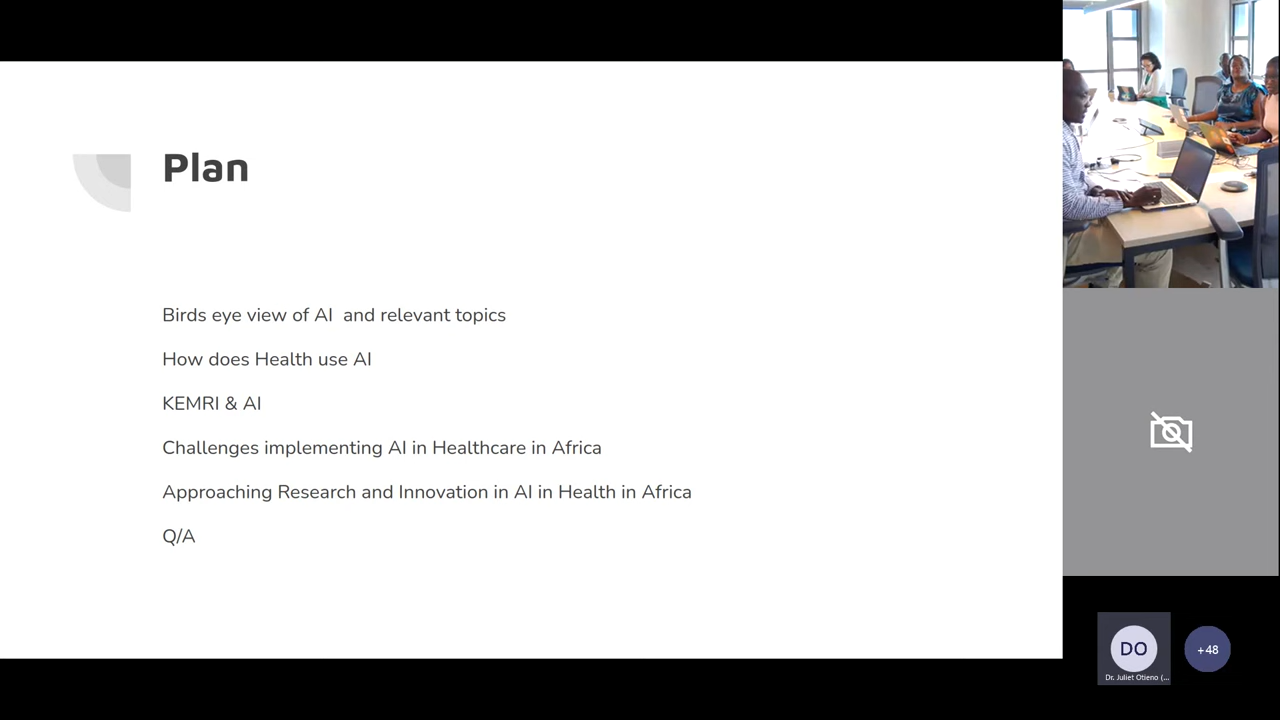 Plan
Birds eye view of AI  and relevant topics
How does Health use AI
KEMRI & AI
Challenges implementing AI in Healthcare in Africa
Approaching Research and Innovation in AI in Health in Africa
Q/A
DO
+48
Dr. Juliet Otieno (...